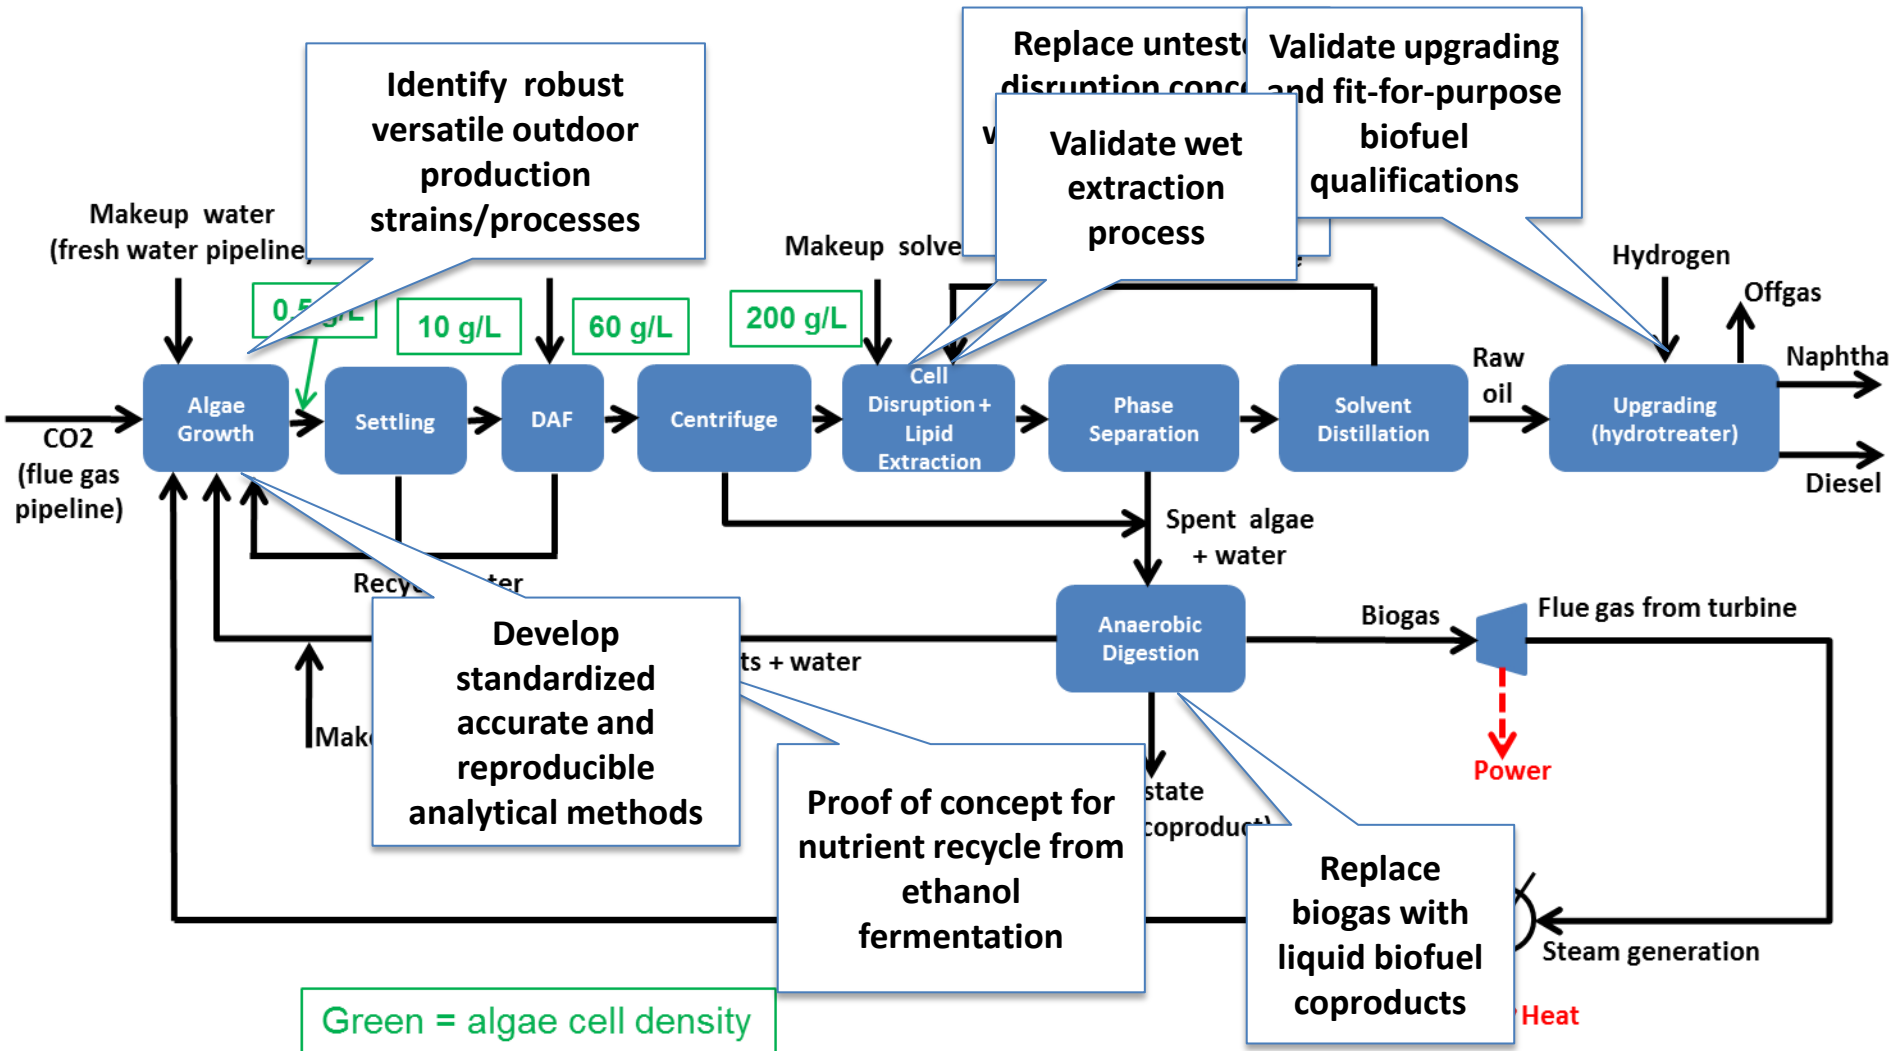 Identify robust
versatile outdoor
production
strains/processes
Replace
disruption
Validate wet
extraction
process
Validate upgrading
and fit-for-purpose
biofuel
qualifications
Makeup water
(fresh water pipeline)
Makeup
Hydrogen
Offgas
Naphtha
Diesel
0.5 g/L
10 g/L
60 g/L
200 g/L
CO2
(flue gas
pipeline)
Algae
Growth
Settling
DAF
Centrifuge
Cell
Disruption +
Lipid
Extraction
Phase
Separation
Solvent
Distillation
Raw
oil
Upgrading
(hydrotreater)
Spent algae
+ water
Anaerobic
Digestion
Biogas
Flue gas from turbine
Power
+ water
Develop
standardized
accurate and
reproducible
analytical methods
Proof of concept for
nutrient recycle from
ethanol
fermentation
Replace
biogas with
liquid biofuel
coproducts
coproduct)
Steam generation
Heat
Green = algae cell density